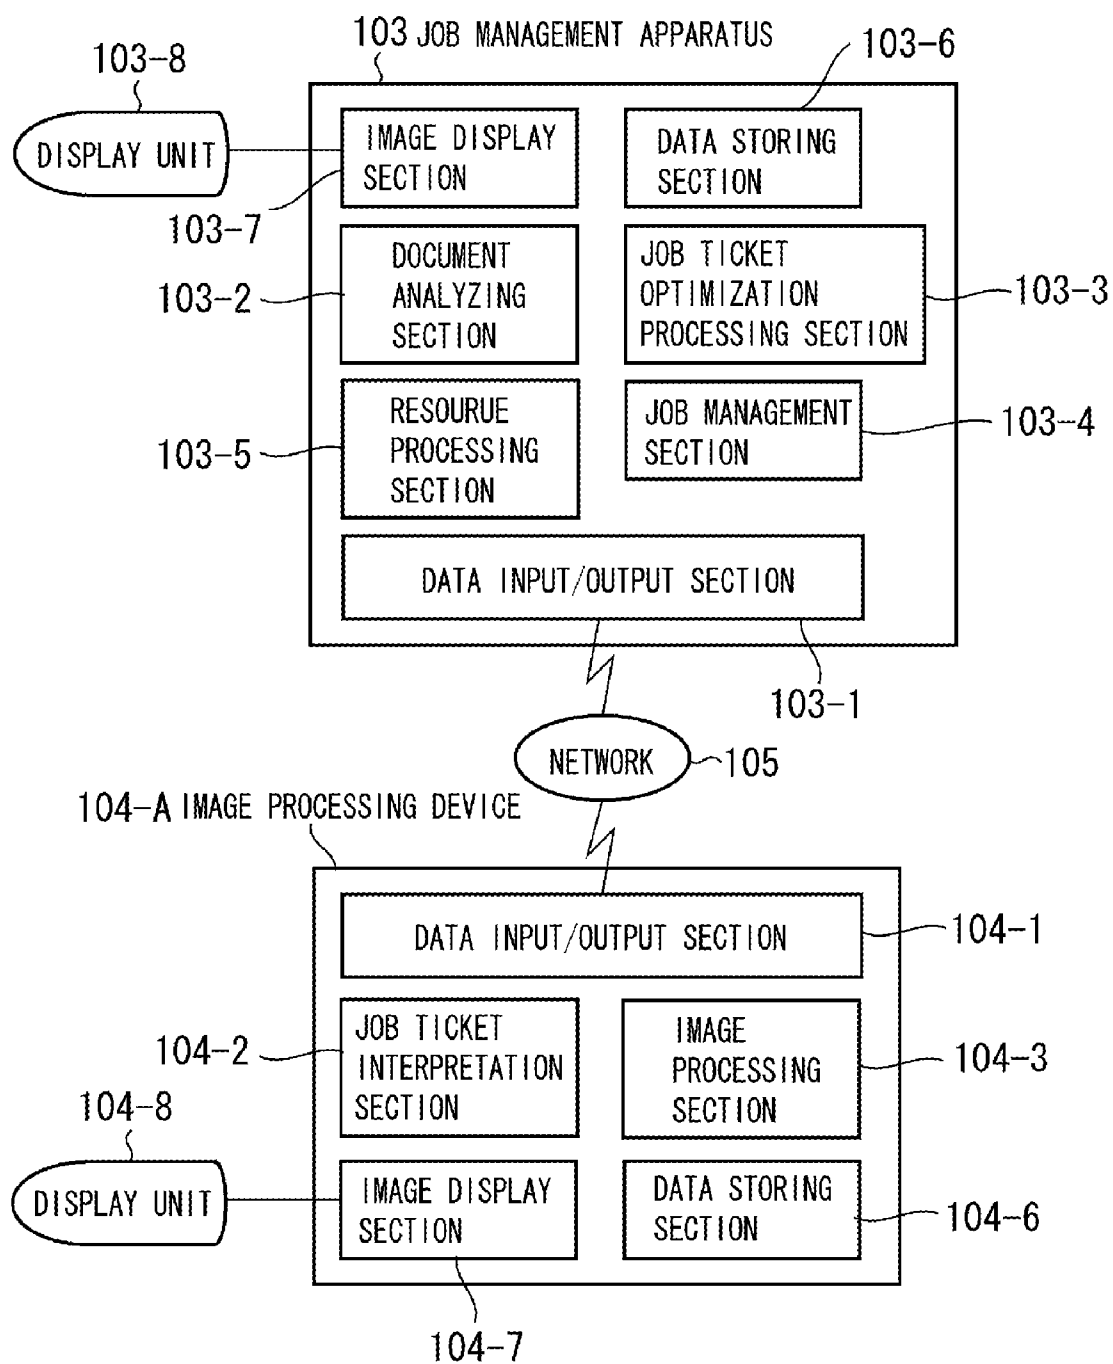 103 JOB MANAGEMENT APPARATUS
103-8
103-6
DISPLAY UNIT
IMAGE DISPLAY
SECTION
DATA STORING
SECTION
103-7
DOCUMENT
ANALYZING
SECTION
103-2
JOB TICKET
OPTIMIZATION
PROCESSING SECTION
103-3
RESOURUE
PROCESSING
SECTION
103-5
JOB MANAGEMENT
SECTION
103-4
DATA INPUT/OUTPUT SECTION
103-1
NETWORK
105
104-A IMAGE PROCESSING DEVICE
DATA INPUT/OUTPUT SECTION
104-1
JOB TICKET
INTERPRETATION
SECTION
104-2
IMAGE
PROCESSING
SECTION
104-3
104-8
DISPLAY UNIT
IMAGE DISPLAY
SECTION
DATA STORING
SECTION
104-6
104-7